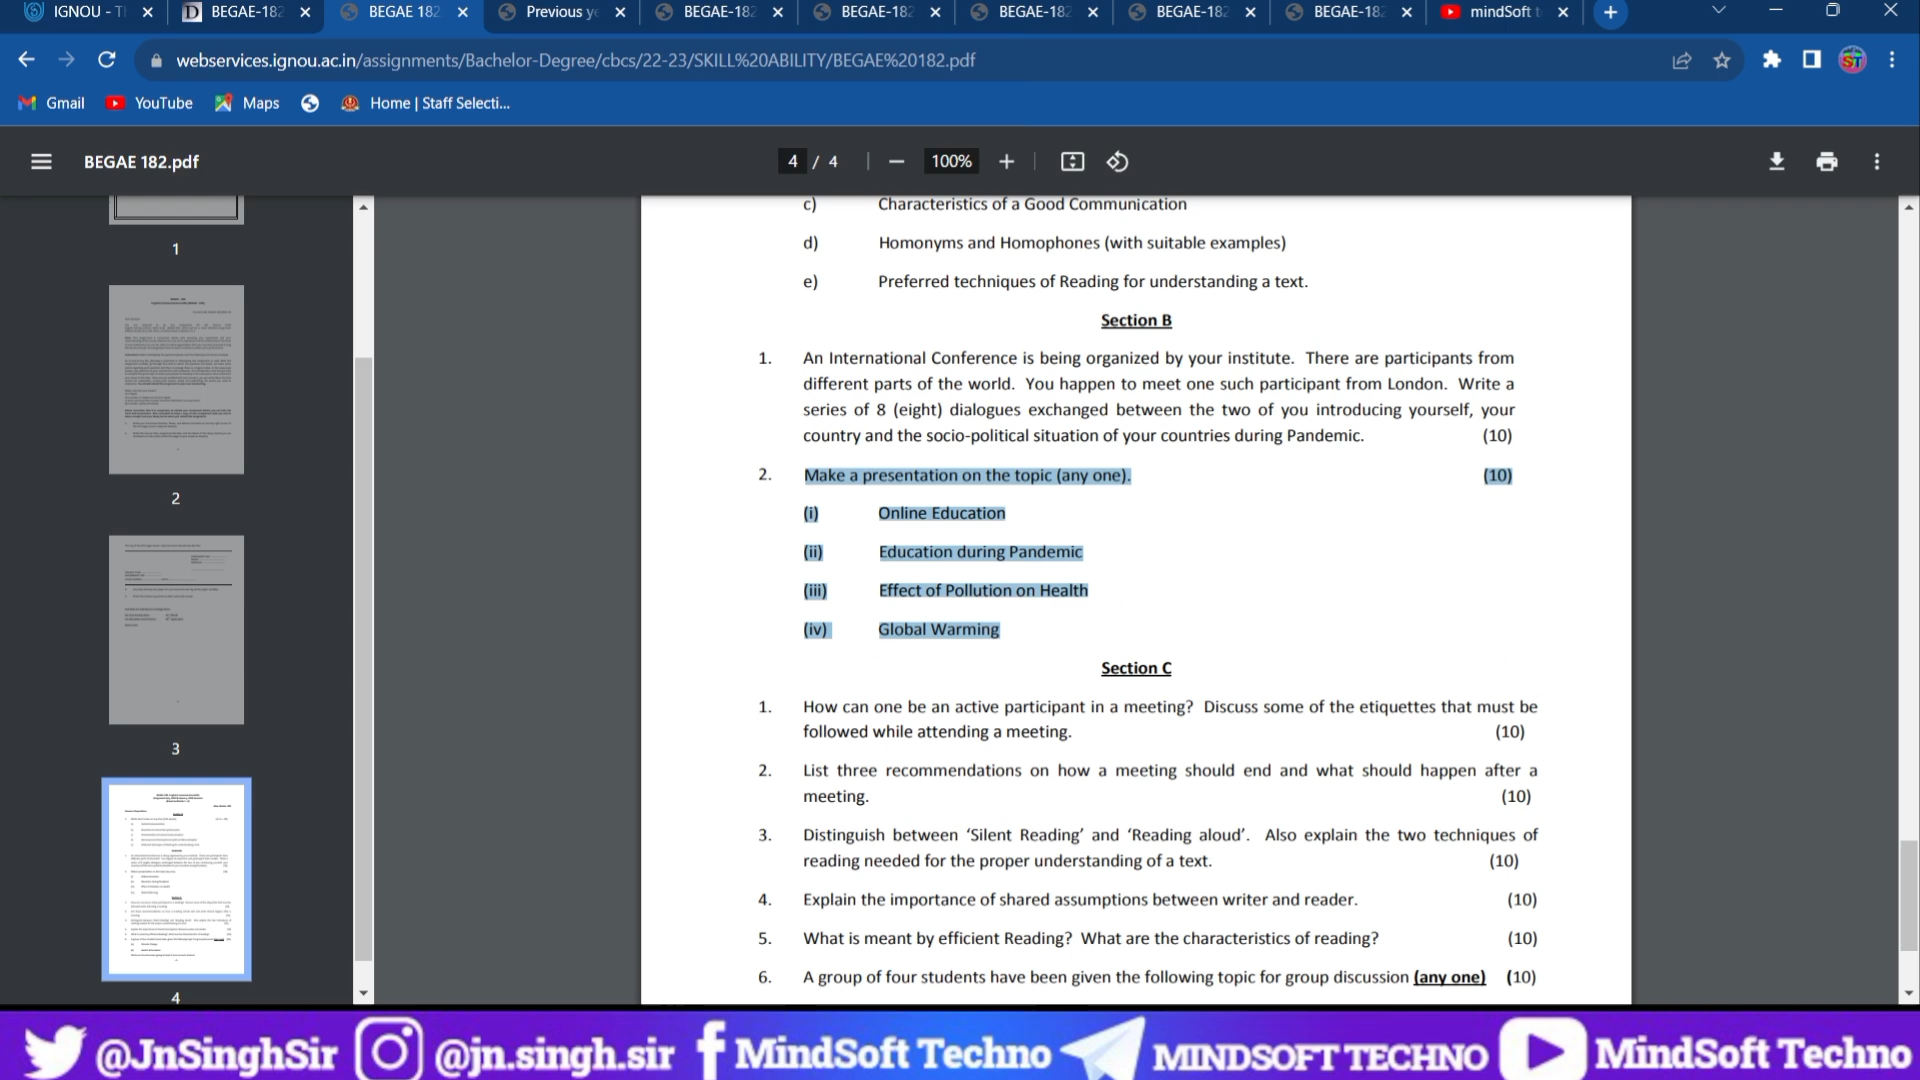 IGNOU - T
BEGAE-182
BEGAE 182
Previous ye
BEGAE-182
BEGAE-182
BEGAE-182
BEGAE-182
BEGAE-182
mindSoft t
webservices.ignou.ac.in/assignments/Bachelor-Degree/cbcs/22-23/SKILL%20ABILITY/BEGAE%20182.pdf
ST
Gmail YouTube Maps Home | Staff Selecti...
BEGAE 182.pdf
4 / 4
100%
1
2
3
4
c) Characteristics of a Good Communication
d) Homonyms and Homophones (with suitable examples)
e) Preferred techniques of Reading for understanding a text.
Section B
1. An International Conference is being organized by your institute. There are participants from
different parts of the world. You happen to meet one such participant from London. Write a
series of 8 (eight) dialogues exchanged between the two of you introducing yourself, your
country and the socio-political situation of your countries during Pandemic. (10)
2. Make a presentation on the topic (any one). (10)
(i) Online Education
(ii) Education during Pandemic
(iii) Effect of Pollution on Health
(iv) Global Warming
Section C
1. How can one be an active participant in a meeting? Discuss some of the etiquettes that must be
followed while attending a meeting. (10)
2. List three recommendations on how a meeting should end and what should happen after a
meeting. (10)
3. Distinguish between ‘Silent Reading’ and ‘Reading aloud’. Also explain the two techniques of
reading needed for the proper understanding of a text. (10)
4. Explain the importance of shared assumptions between writer and reader. (10)
5. What is meant by efficient Reading? What are the characteristics of reading? (10)
6. A group of four students have been given the following topic for group discussion (any one) (10)
@JnSinghSir @jn.singh.sir MindSoft Techno MINDSOFT TECHNO MindSoft Techno